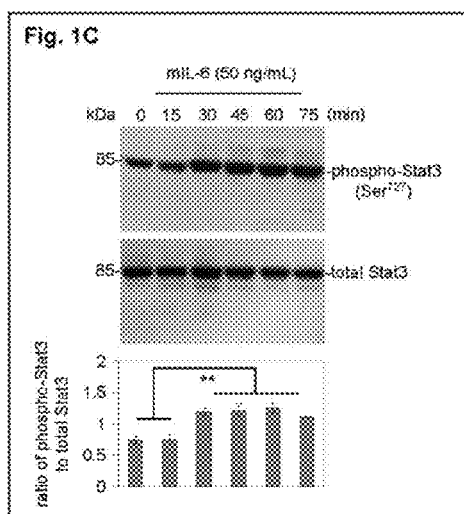 Fig. 1C
mIL-6 (50 ng/mL)
kDa 0 15 30 45 60 75 (min)
85 phospho-Stat3
(Ser727)
85 total Stat3
ratio of phospho-Stat3
to total Stat3
2
1.5
1
0.5
0
**